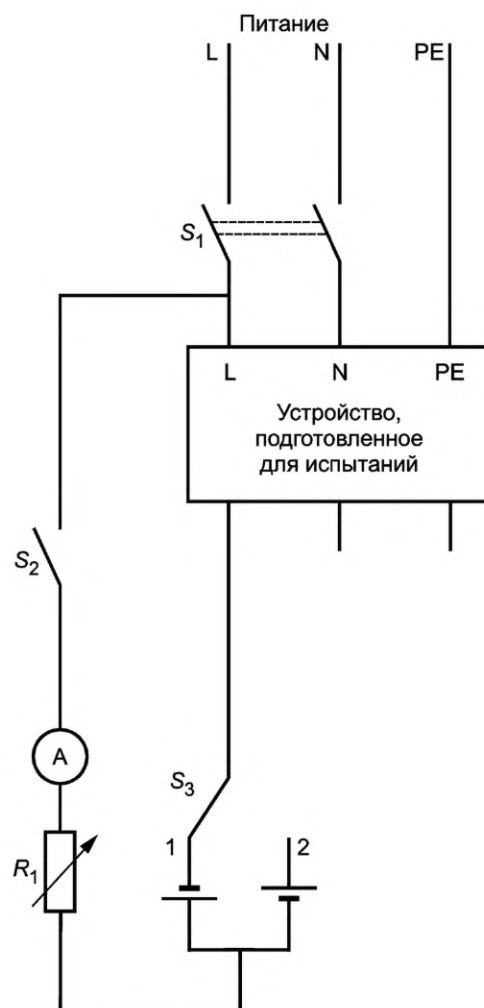 Питание
L N PE
S1
L N PE
Устройство,
подготовленное
для испытаний
S2
A
S3
1 2
R1